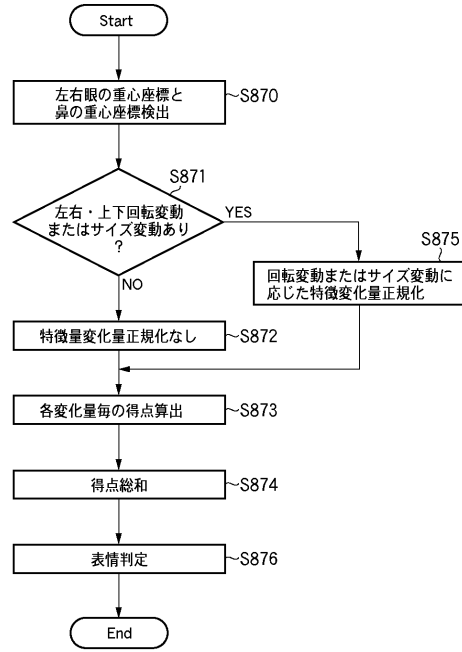 Start
左右眼の重心座標と
鼻の重心座標検出
S870
S871
左右・上下回転変動
またはサイズ変動あり
?
YES
NO
S875
回転変動またはサイズ変動に
応じた特徴変化量正規化
特徴量変化量正規化なし
S872
各変化量毎の得点算出
S873
得点総和
S874
表情判定
S876
End